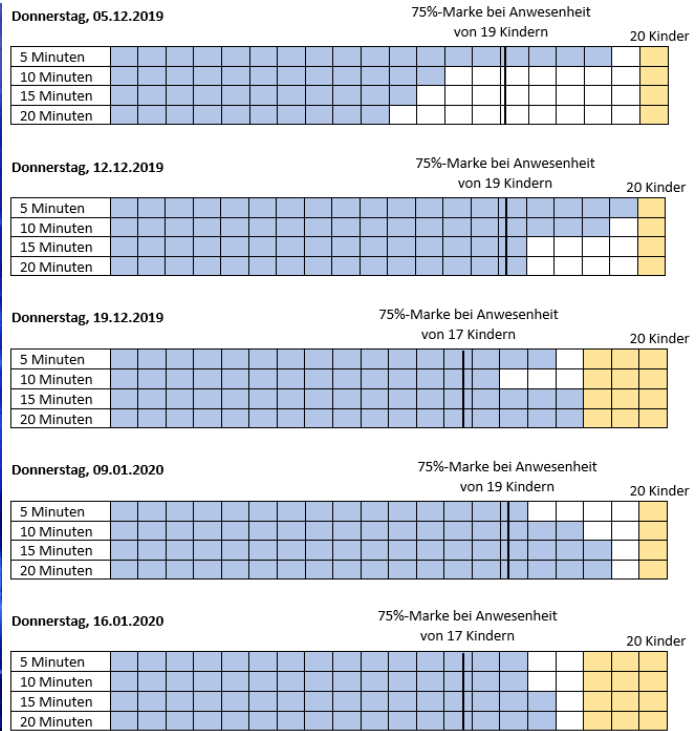 Donnerstag, 05.12.2019
75%-Marke bei Anwesenheit
von 19 Kindern
20 Kinder
5 Minuten
10 Minuten
15 Minuten
20 Minuten
Donnerstag, 12.12.2019
75%-Marke bei Anwesenheit
von 19 Kindern
20 Kinder
5 Minuten
10 Minuten
15 Minuten
20 Minuten
Donnerstag, 19.12.2019
75%-Marke bei Anwesenheit
von 17 Kindern
20 Kinder
5 Minuten
10 Minuten
15 Minuten
20 Minuten
Donnerstag, 09.01.2020
75%-Marke bei Anwesenheit
von 19 Kindern
20 Kinder
5 Minuten
10 Minuten
15 Minuten
20 Minuten
Donnerstag, 16.01.2020
75%-Marke bei Anwesenheit
von 17 Kindern
20 Kinder
5 Minuten
10 Minuten
15 Minuten
20 Minuten